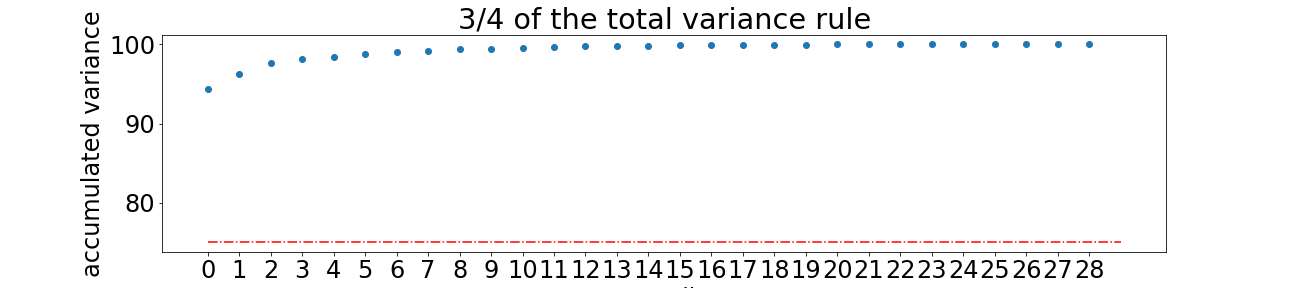 3/4 of the total variance rule
accumulated variance
100
90
80
0 1 2 3 4 5 6 7 8 9 10 11 12 13 14 15 16 17 18 19 20 21 22 23 24 25 26 27 28